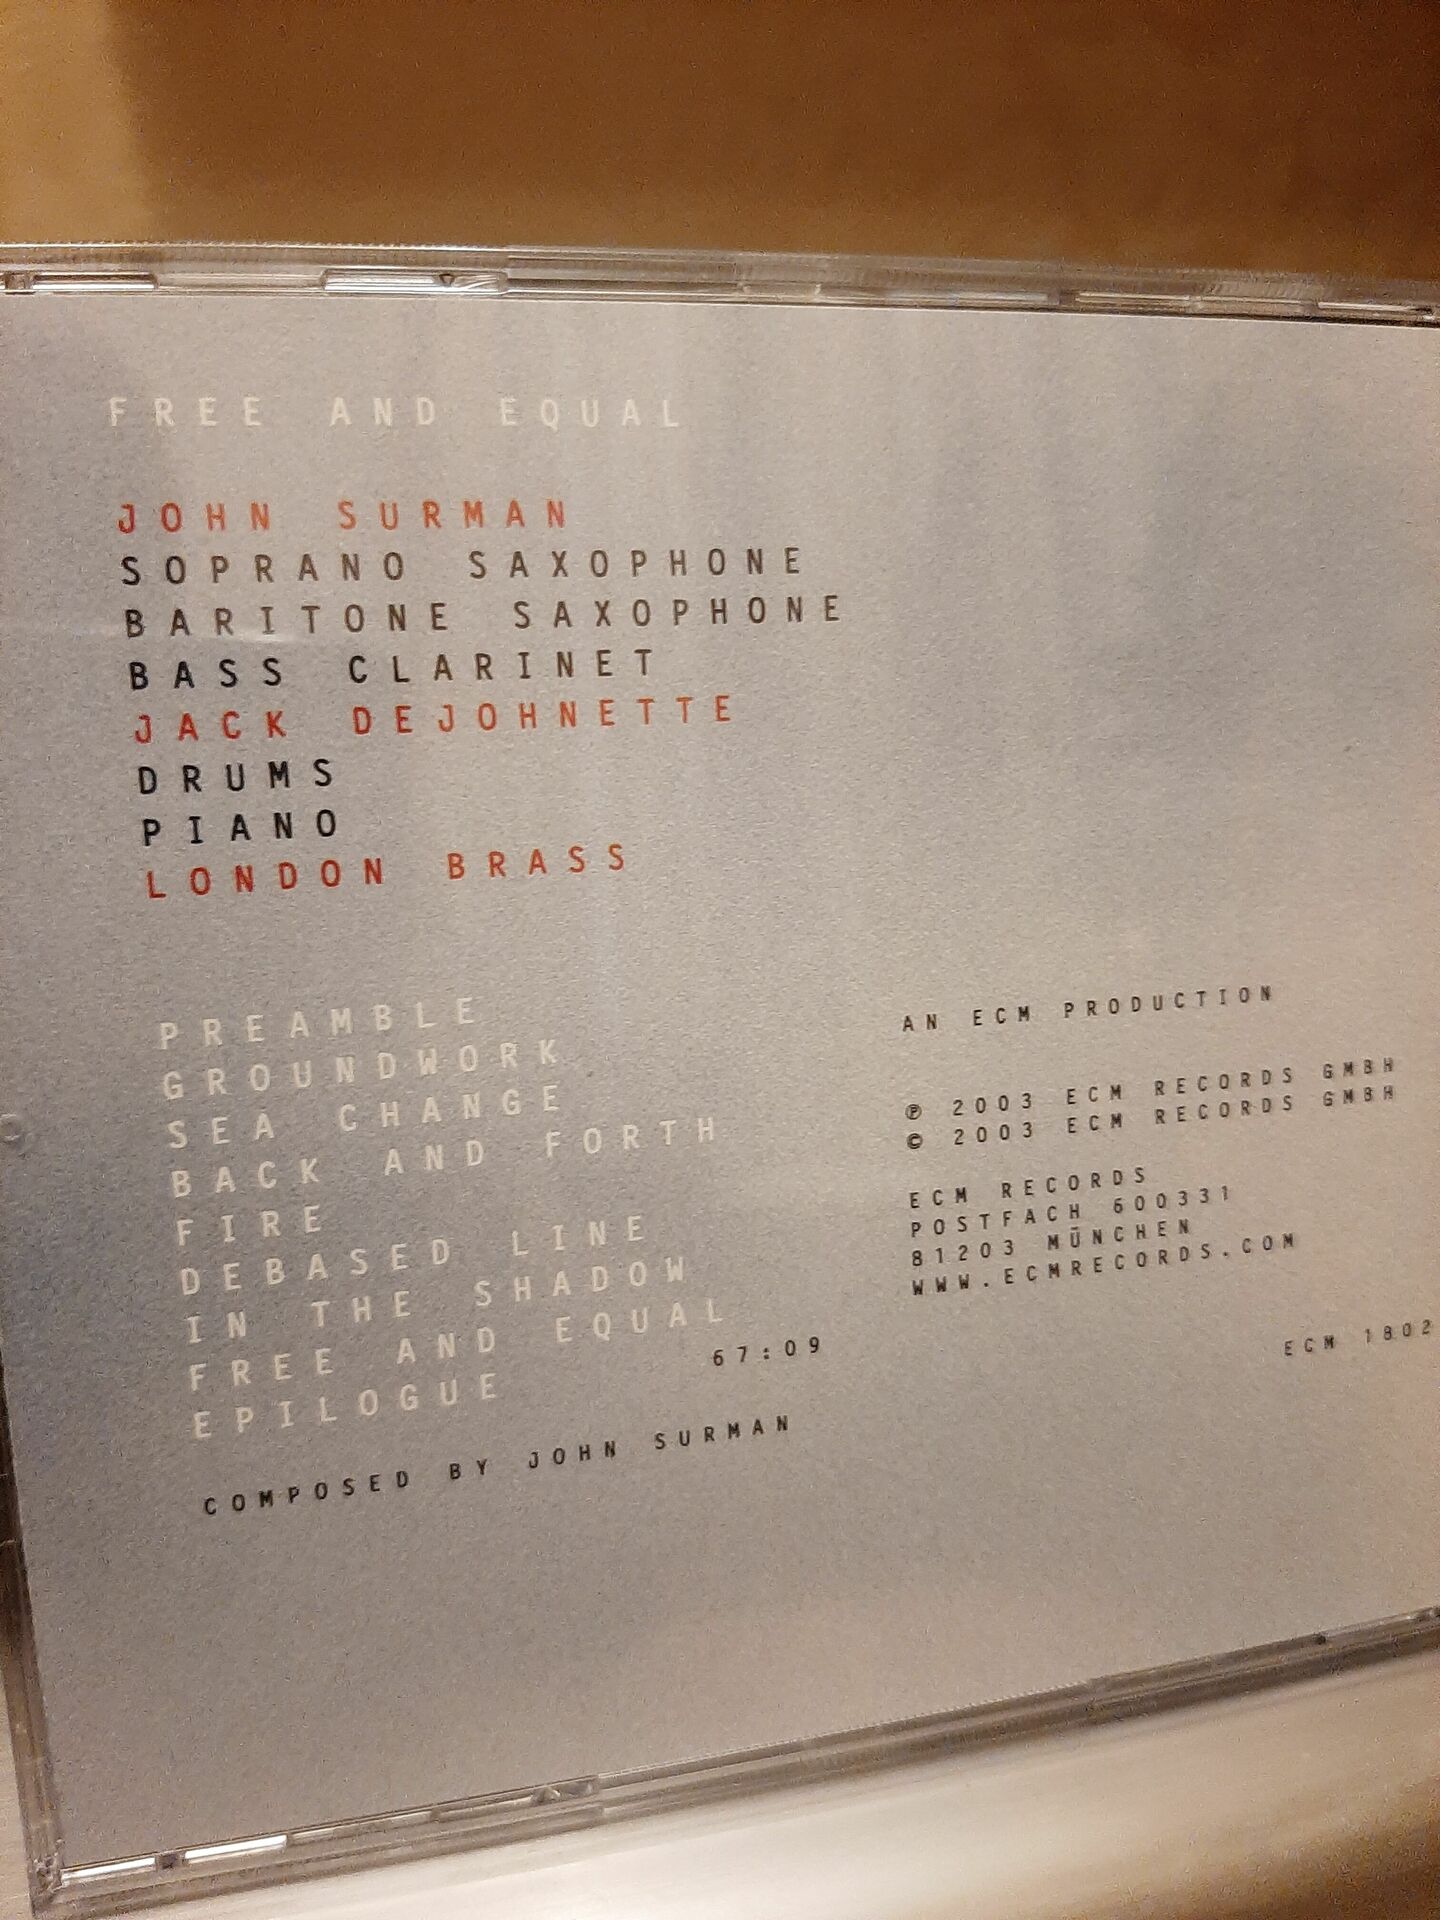 FREE AND EQUAL
JOHN SURMAN
SOPRANO SAXOPHONE
BARITONE SAXOPHONE
BASS CLARINET
JACK DEJOHNETTE
DRUMS
PIANO
LONDON BRASS
PREAMBLE
GROUNDWORK
SEA CHANGE
BACK AND FORTH
FIRE
DEBASED LINE
IN THE SHADOW
FREE AND EQUAL
EPILOGUE
67:09
COMPOSED BY JOHN SURMAN
AN ECM PRODUCTION
℗ 2003 ECM RECORDS GMBH
© 2003 ECM RECORDS GMBH
ECM RECORDS
POSTFACH 600331
81203 MÜNCHEN
WWW.ECMRECORDS.COM
ECM 1802